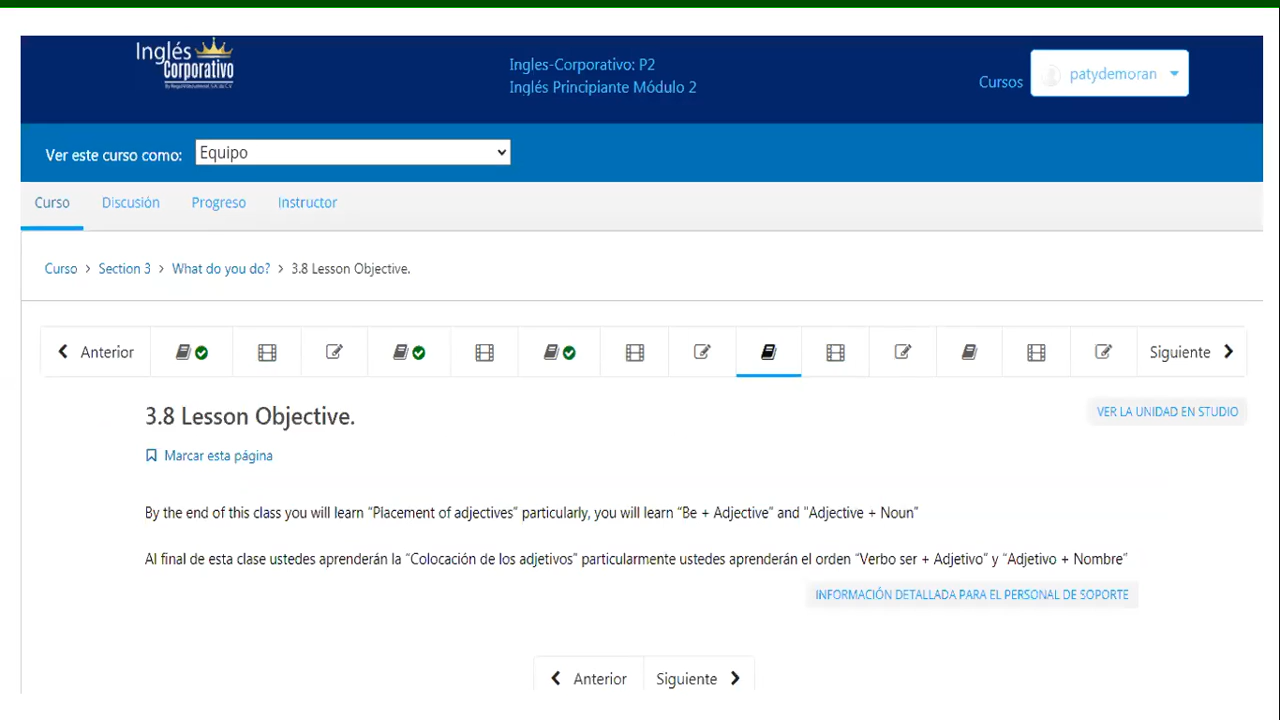 Inglés
Corporativo
Ingles-Corporativo: P2
Inglés Principiante Módulo 2
Cursos
patydemoran
Ver este curso como:
Equipo
Curso
Discusión
Progreso
Instructor
Curso > Section 3 > What do you do? > 3.8 Lesson Objective.
Anterior
Siguiente
3.8 Lesson Objective.
VER LA UNIDAD EN STUDIO
Marcar esta página
By the end of this class you will learn “Placement of adjectives” particularly, you will learn “Be + Adjective” and “Adjective + Noun”
Al final de esta clase ustedes aprenderán la “Colocación de los adjetivos” particularmente ustedes aprenderán el orden “Verbo ser + Adjetivo” y “Adjetivo + Nombre”
INFORMACIÓN DETALLADA PARA EL PERSONAL DE SOPORTE
Anterior
Siguiente